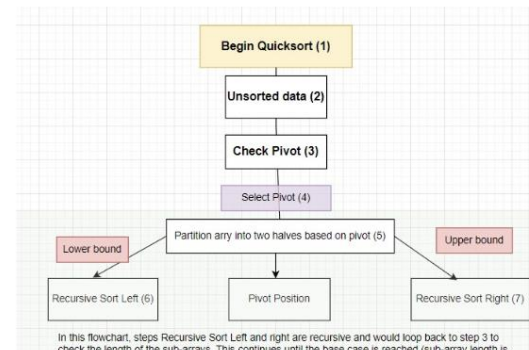 Begin Quicksort (1)
Unsorted data (2)
Check Pivot (3)
Select Pivot (4)
Partition arry into two halves based on pivot (5)
Lower bound
Upper bound
Recursive Sort Left (6)
Pivot Position
Recursive Sort Right (7)
In this flowchart, steps Recursive Sort Left and right are recursive and would loop back to step 3 to
check the length of the sub-arrays. This continues until the base case is reached (sub-array length is